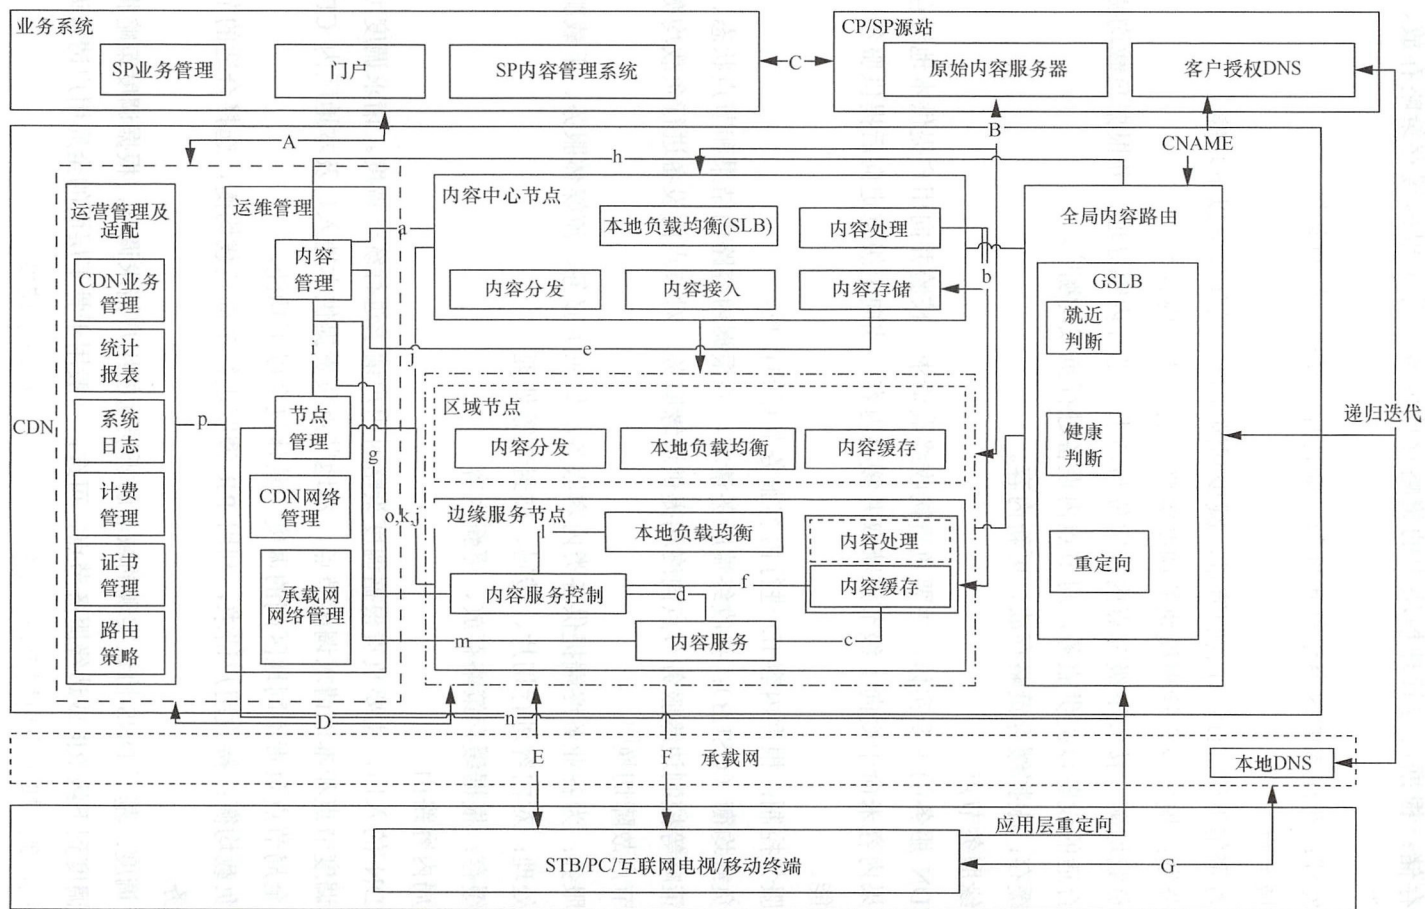 业务系统
SP业务管理
门户
SP内容管理系统
C
CP/SP源站
原始内容服务器
客户授权DNS
A
B
CNAME
h
运营管理及
适配
CDN业务
管理
统计
报表
系统
日志
计费
管理
证书
管理
路由
策略
CDN
p
运维管理
内容
管理
i
节点
管理
g
CDN网络
管理
承载网
网络管理
a
j
e
o,k,j
m
内容中心节点
本地负载均衡(SLB)
内容处理
内容分发
内容接入
内容存储
b
区域节点
内容分发
本地负载均衡
内容缓存
边缘服务节点
l
本地负载均衡
内容处理
内容缓存
内容服务控制
f
d
内容服务
c
全局内容路由
GSLB
就近
判断
健康
判断
重定向
递归迭代
D
n
E
F
承载网
本地DNS
应用层重定向
STB/PC/互联网电视/移动终端
G